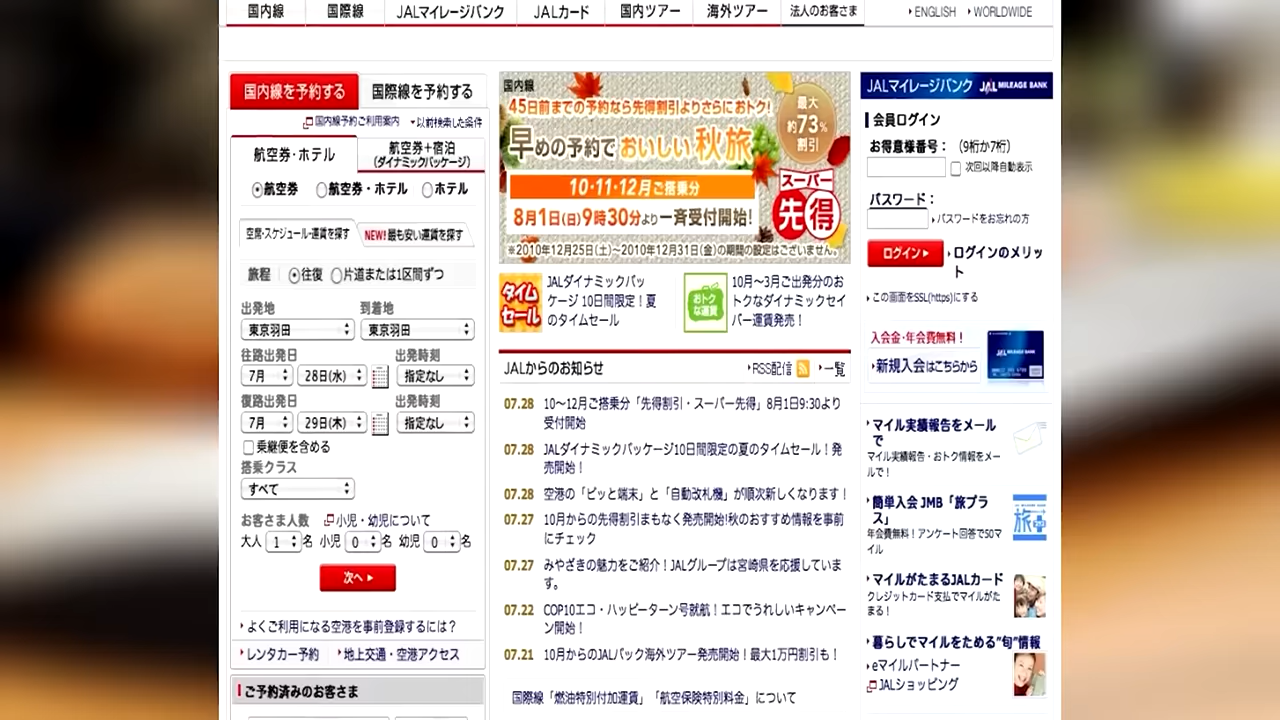 国内線 国際線 JALマイレージバンク JALカード 国内ツアー 海外ツアー 法人のお客さま ENGLISH WORLDWIDE
国内線を予約する 国際線を予約する
国内線予約ご利用案内 以前検索した条件
航空券・ホテル
航空券+宿泊
(ダイナミックパッケージ)
航空券 航空券・ホテル ホテル
空席・スケジュール・運賃を探す NEW! 最も安い運賃を探す
旅程 往復 片道または1区間ずつ
出発地 到着地
東京羽田 東京羽田
往路出発日 出発時刻
7月 28日(水) 指定なし
復路出発日 出発時刻
7月 29日(木) 指定なし
乗継便を含める
搭乗クラス
すべて
お客さま人数 小児・幼児について
大人 1 名 小児 0 名 幼児 0 名
次へ
よくご利用になる空港を事前登録するには?
レンタカー予約 地上交通・空港アクセス
ご予約済みのお客さま
国内線
45日前までの予約なら先得割引よりさらにおトク!
早めの予約で おいしい秋旅
最大
約73%
割引
10・11・12月ご搭乗分
8月1日(日)9時30分より一斉受付開始!
スーパー
先得
※2010年12月25日(土)~2010年12月31日(金)の期間の設定はございません。
タイム
セール
JALダイナミックパッ
ケージ 10日間限定!夏
のタイムセール
おトク
な運賃
10月~3月ご出発分のお
トクなダイナミックセイ
バー運賃発売!
JALからのお知らせ RSS配信 一覧
07.28 10~12月ご搭乗分「先得割引・スーパー先得」8月1日9:30より
受付開始
07.28 JALダイナミックパッケージ10日間限定の夏のタイムセール!発
売開始!
07.28 空港の「ピッと端末」と「自動改札機」が順次新しくなります!
07.27 10月からの先得割引まもなく発売開始!秋のおすすめ情報を事前
にチェック
07.27 みやざきの魅力をご紹介!JALグループは宮崎県を応援していま
す。
07.22 COP10エコ・ハッピーターン号就航!エコでうれしいキャンペー
ン開始!
07.21 10月からのJALパック海外ツアー発売開始!最大1万円割引も!
国際線「燃油特別付加運賃」「航空保険特別料金」について
JALマイレージバンク JAL MILEAGE BANK
会員ログイン
お得意様番号: (9桁か7桁)
次回以降自動表示
パスワード:
パスワードをお忘れの方
ログイン ログインのメリッ
ト
この画面をSSL(https)にする
入会金・年会費無料!
新規入会はこちらから
JAL MILEAGE BANK
マイル実績報告をメール
で
マイル実績報告・おトク情報をメー
ルで!
簡単入会 JMB「旅プラ
ス」
年会費無料!アンケート回答で50マ
イル
旅
マイルがたまるJALカード
クレジットカード支払でマイルがた
まる!
暮らしでマイルをためる"旬"情報
eマイルパートナー
JALショッピング